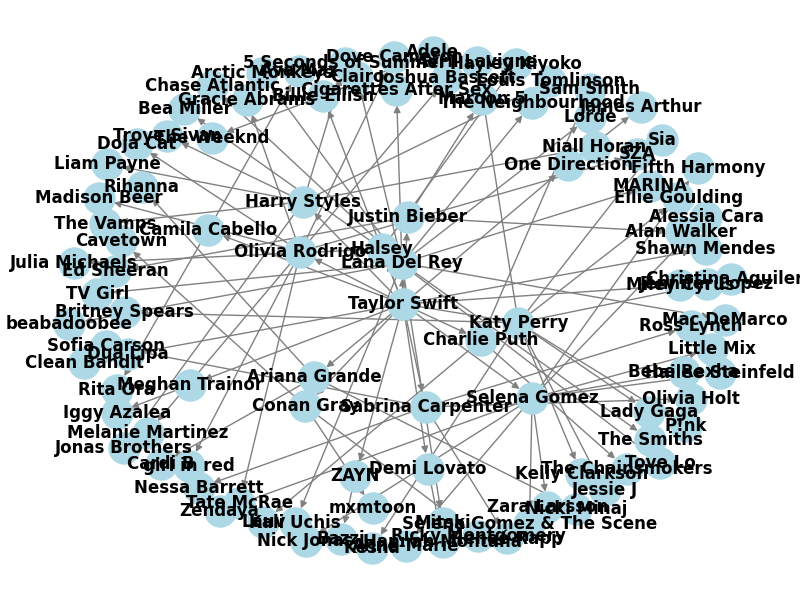 Adele
Dove Cameron
5 Seconds of Summer
Hayley Kiyoko
Arctic Monkeys
Ava Max
Clairo
Joshua Bassett
Louis Tomlinson
Chase Atlantic
Cigarettes After Sex
Sam Smith
Gracie Abrams
Billie Eilish
Maroon 5
The Neighbourhood
James Arthur
Bea Miller
Lorde
Troye Sivan
The Weeknd
Doja Cat
Niall Horan
Sia
SZA
Liam Payne
One Direction
Fifth Harmony
Rihanna
MARINA
Madison Beer
Harry Styles
Ellie Goulding
Justin Bieber
Alessia Cara
The Vamps
Camila Cabello
Alan Walker
Cavetown
Olivia Rodrigo
Halsey
Shawn Mendes
Julia Michaels
Lana Del Rey
Ed Sheeran
Christina Aguiler
Miley Cyrus
TV Girl
Taylor Swift
Britney Spears
beabadoobee
Katy Perry
Mac DeMarco
Ross Lynch
Charlie Puth
Sofia Carson
Dua Lipa
Little Mix
Clean Bandit
Bebe Rexha
Hailee Steinfeld
Ariana Grande
Rita Ora
Meghan Trainor
Selena Gomez
Olivia Holt
Conan Gray
Sabrina Carpenter
Iggy Azalea
Lady Gaga
P!nk
Melanie Martinez
The Smiths
Jonas Brothers
Cardi B
girl in red
Demi Lovato
The Chainsmokers
Tove Lo
ZAYN
Kelly Clarkson
Nessa Barrett
Jessie J
Tate McRae
Zendaya
mxmtoon
Zara Larsson
Nicki Minaj
Kali Uchis
Mitski
Selena Gomez & The Scene
Nick Jonas
Bazzi
Hannah Montana
Ricky Montgomery
Kesha